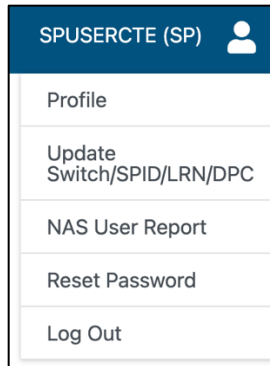 SPUSERCTE (SP)
Profile
Update
Switch/SPID/LRN/DPC
NAS User Report
Reset Password
Log Out